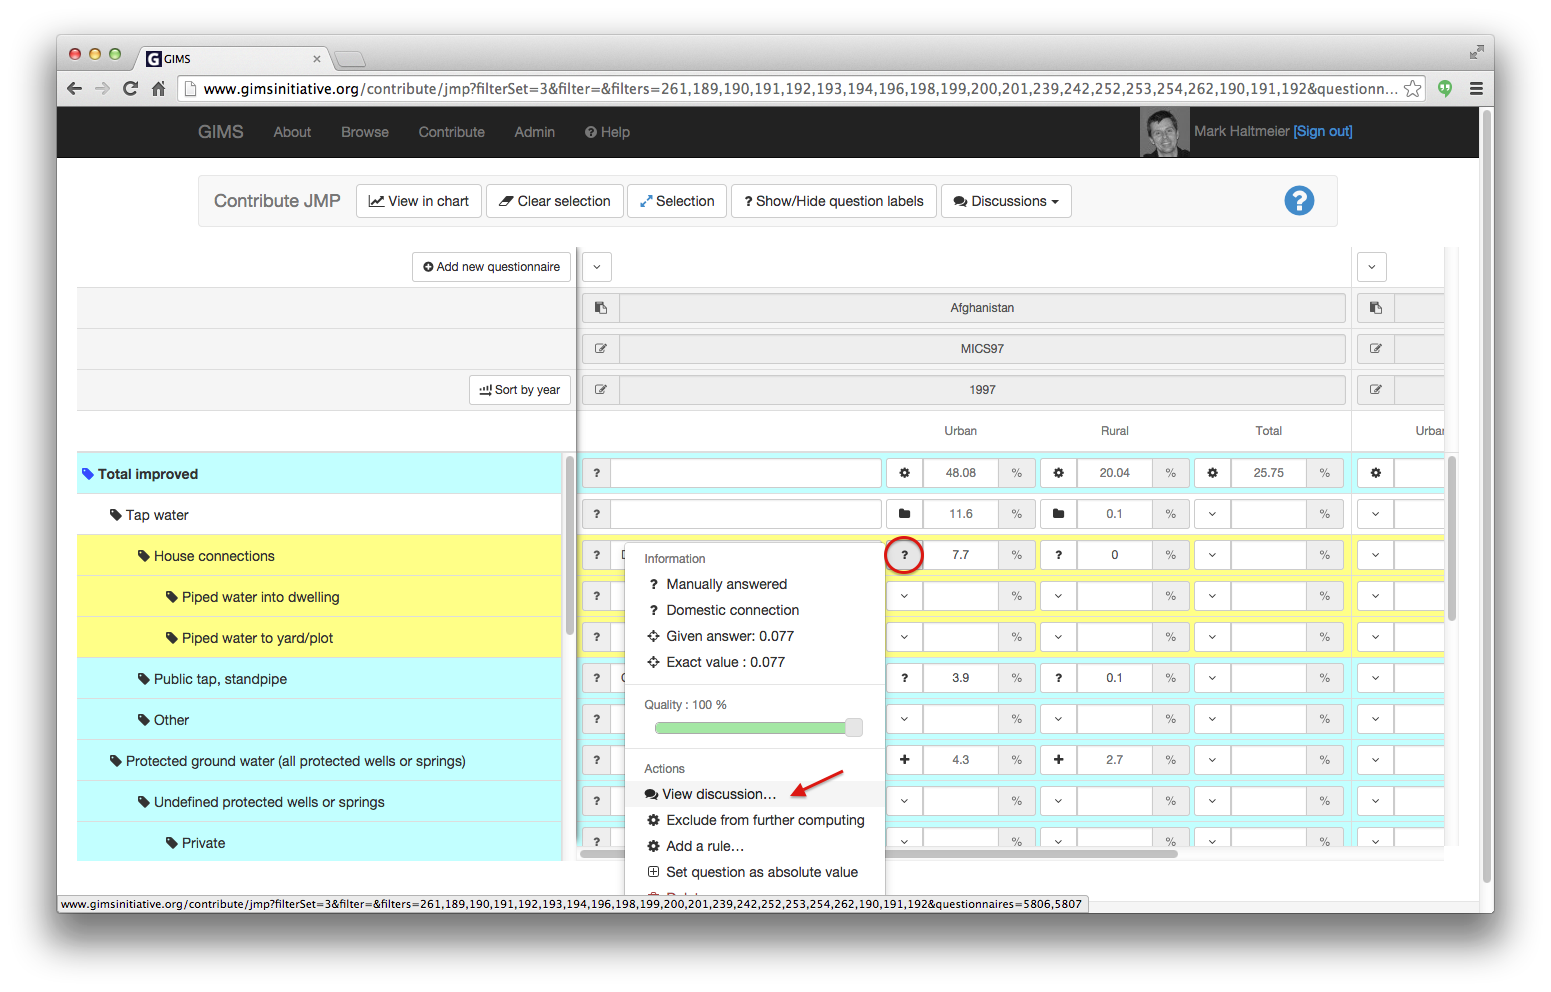 GIMS
www.gimsinitiative.org/contribute/jmp?filterSet=3&filter=&filters=261,189,190,191,192,193,194,196,198,199,200,201,239,242,252,253,254,262,190,191,192&questionn...
GIMS About Browse Contribute Admin Help Mark Haltmeier [Sign out]
Contribute JMP View in chart Clear selection Selection ? Show/Hide question labels Discussions ?
Add new questionnaire
Afghanistan
MICS97
Sort by year 1997
Urban Rural Total Urban
Total improved ? 48.08 % 20.04 % 25.75 %
Tap water ? 11.6 % 0.1 % %
House connections ? D ? 7.7 % ? 0 % %
Piped water into dwelling ? % % %
Piped water to yard/plot ? % % %
Public tap, standpipe ? ? 3.9 % ? 0.1 % %
Other ? % % %
Protected ground water (all protected wells or springs) ? 4.3 % 2.7 % %
Undefined protected wells or springs ? % % %
Private ? % % %
Information
? Manually answered
? Domestic connection
Given answer: 0.077
Exact value : 0.077
Quality : 100 %
Actions
View discussion...
Exclude from further computing
Add a rule...
Set question as absolute value
www.gimsinitiative.org/contribute/jmp?filterSet=3&filter=&filters=261,189,190,191,192,193,194,196,198,199,200,201,239,242,252,253,254,262,190,191,192&questionnaires=5806,5807